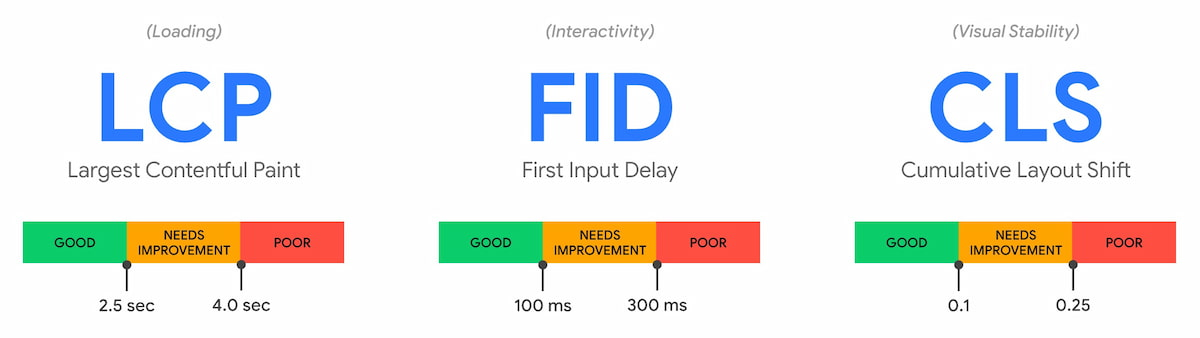 (Loading)
LCP
Largest Contentful Paint
GOOD
NEEDS
IMPROVEMENT
POOR
2.5 sec
4.0 sec
(Interactivity)
FID
First Input Delay
GOOD
NEEDS
IMPROVEMENT
POOR
100 ms
300 ms
(Visual Stability)
CLS
Cumulative Layout Shift
GOOD
NEEDS
IMPROVEMENT
POOR
0.1
0.25